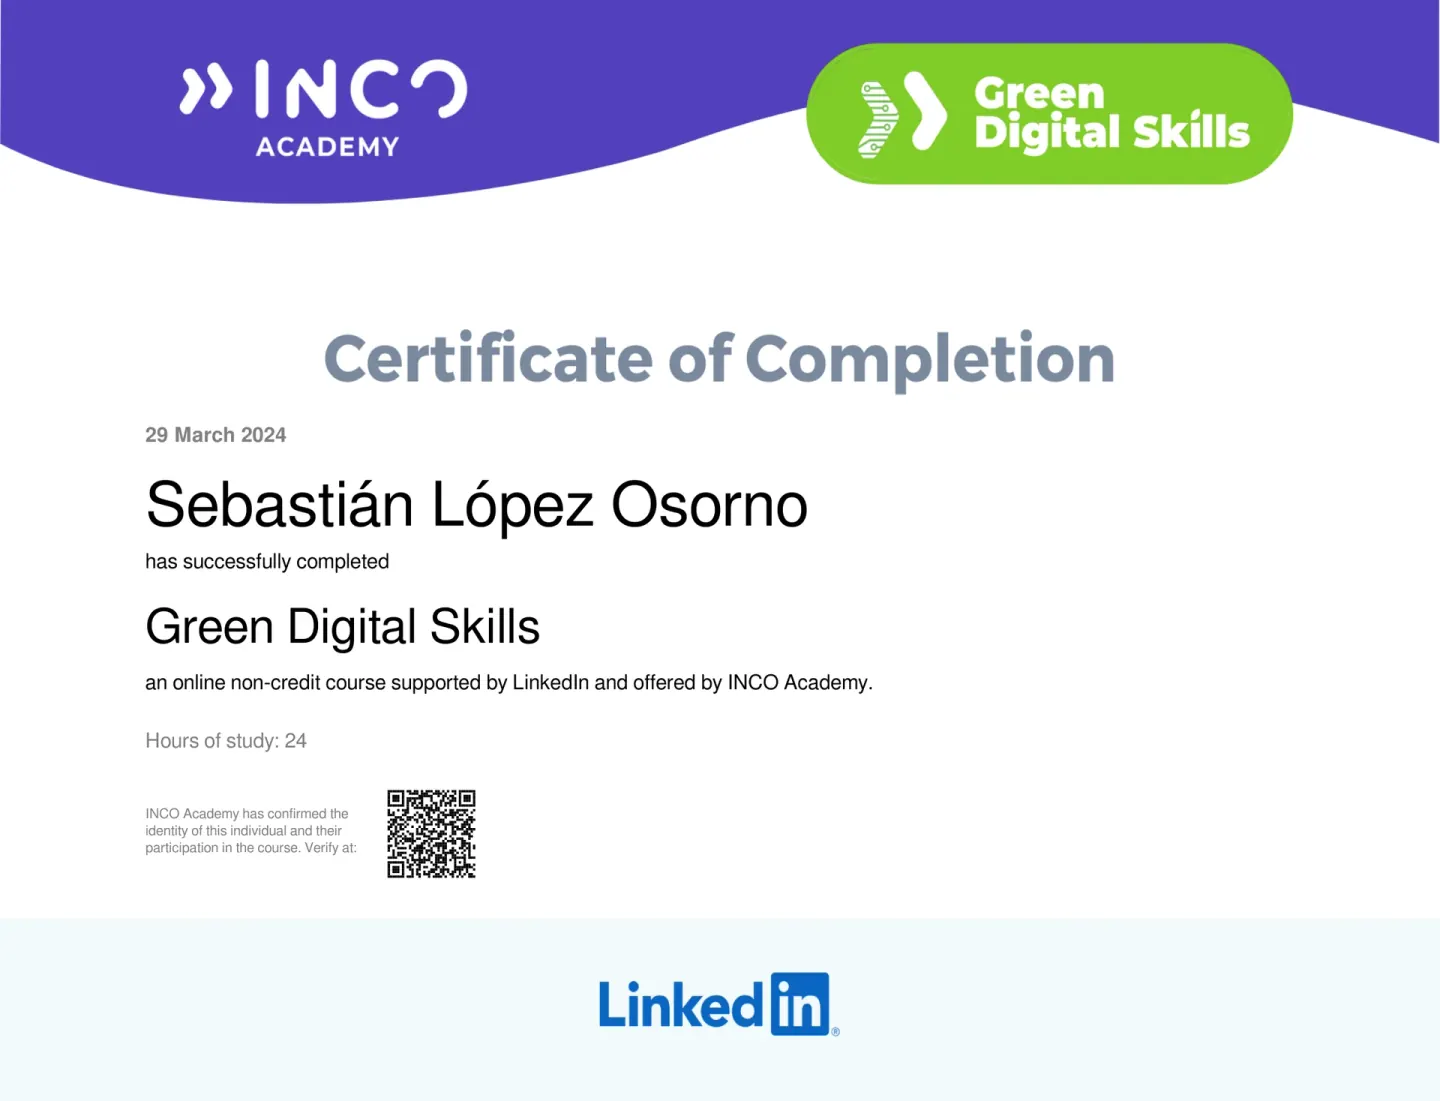 INCO
ACADEMY
Green
Digital Skills
Certificate of Completion
29 March 2024
Sebastián López Osorno
has successfully completed
Green Digital Skills
an online non-credit course supported by LinkedIn and offered by INCO Academy.
Hours of study: 24
INCO Academy has confirmed the
identity of this individual and their
participation in the course. Verify at:
Linkedin®